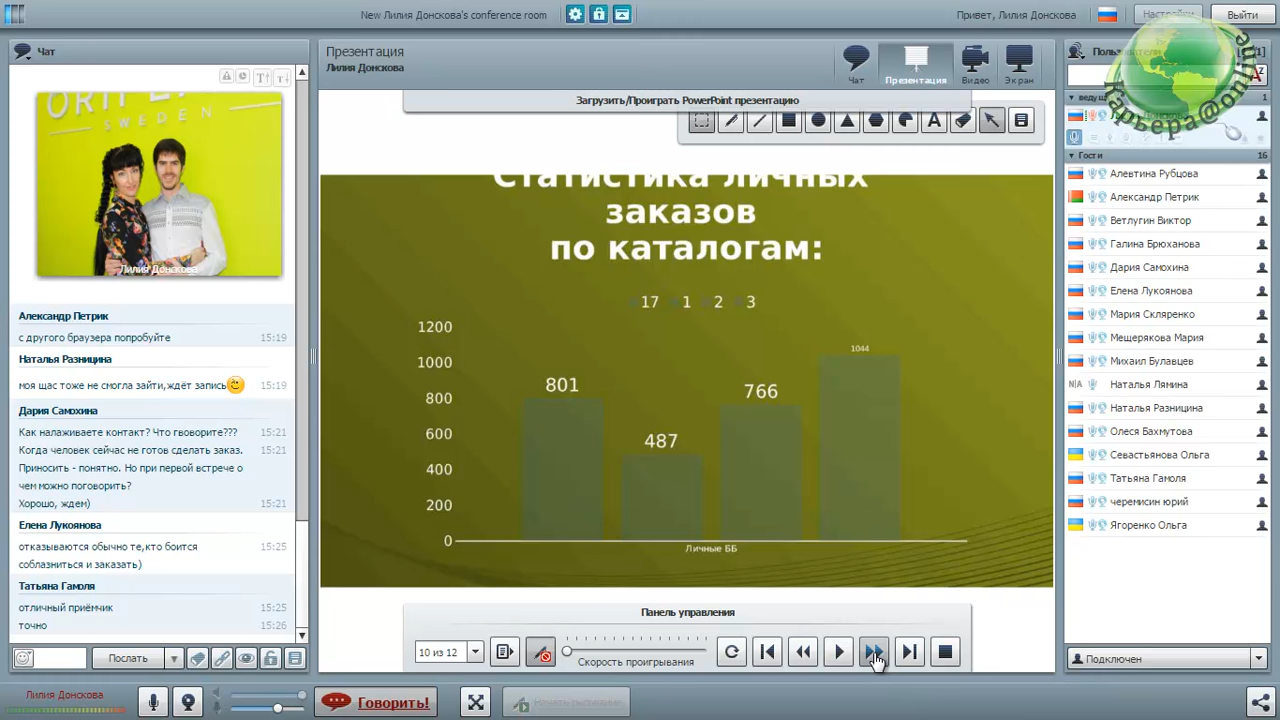 New Лилия Донскова's conference room
Привет, Лилия Донскова
Настройки
Выйти
Чат
ORIFLAME
SWEDEN
Лилия Донскова
Александр Петрик
с другого браузера попробуйте 15:19
Наталья Разницина
моя щас тоже не смогла зайти,ждёт запись 15:19
Дария Самохина
Как налаживаете контакт? Что гвоворите??? 15:21
Когда человек сейчас не готов сделать заказ. 15:21
Приносить - понятно. Но при первой встрече о
чем можно поговорить?
Хорошо, ждем) 15:21
Елена Лукоянова
отказываются обычно те,кто боится 15:25
соблазниться и заказать)
Татьяна Гамоля
отличный приёмчик 15:25
точно 15:26
Послать
Презентация
Лилия Донскова
Чат
Презентация
Видео
Экран
Загрузить/Проиграть PowerPoint презентацию
A
Статистика личных
заказов
по каталогам:
17 1 2 3
1200
1000
800
600
400
200
0
801
487
766
1044
Личные ББ
Панель управления
10 из 12
Скорость проигрывания
Пользователи
карьера@online
ведущ 1
Гости 16
Алевтина Рубцова
Александр Петрик
Ветлугин Виктор
Галина Брюханова
Дария Самохина
Елена Лукоянова
Мария Скляренко
Мещерякова Мария
Михаил Булавцев
N/A Наталья Лямина
Наталья Разницина
Олеся Бахмутова
Севастьянова Ольга
Татьяна Гамоля
черемисин юрий
Ягоренко Ольга
Подключен
Лилия Донскова
Говорить!